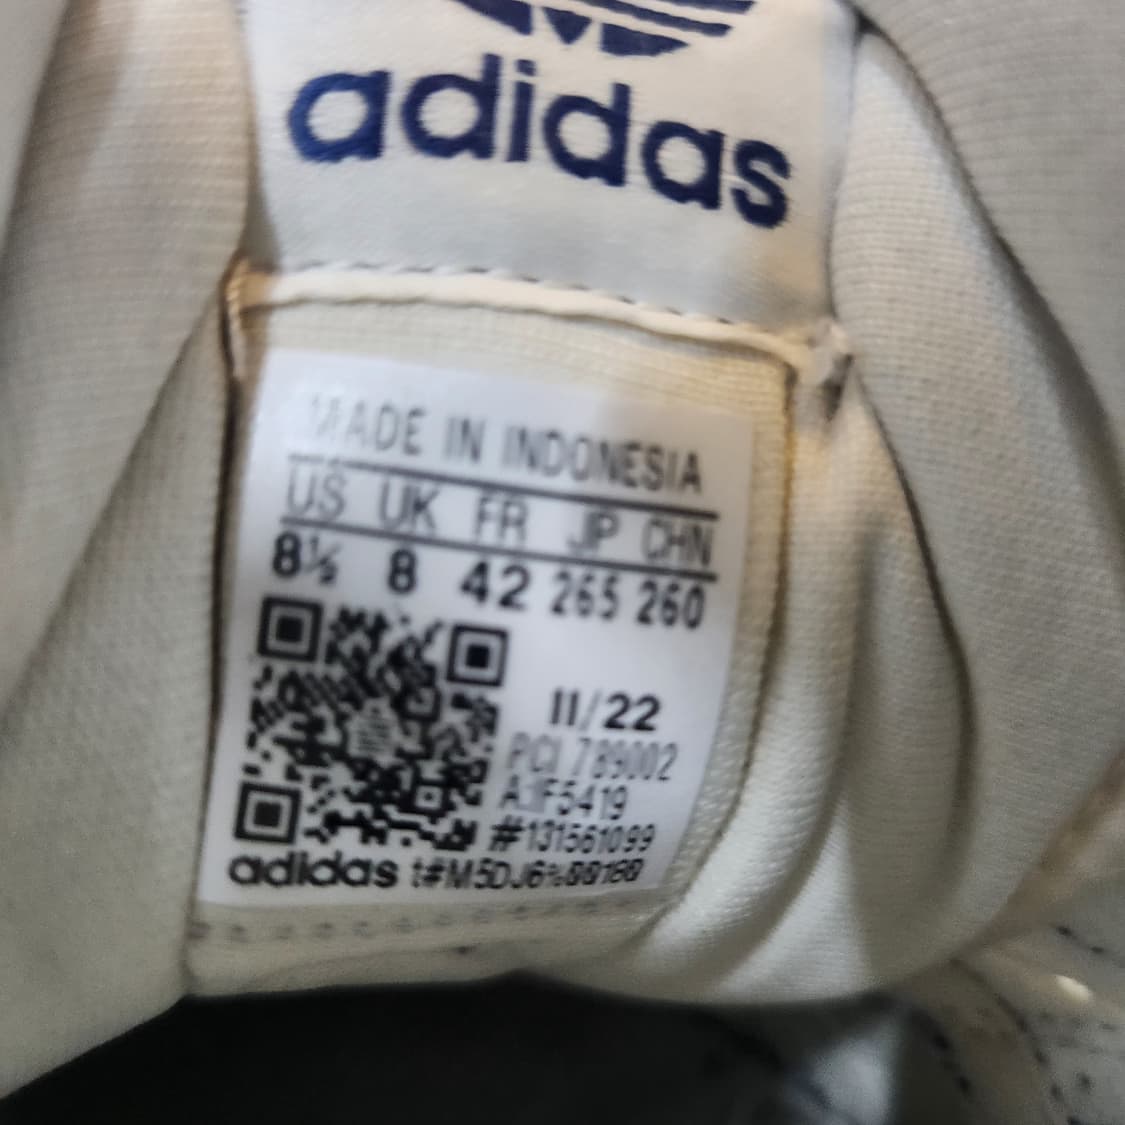 adidas
MADE IN INDONESIA
US UK FR JP CHN
8½ 8 42 265 260
11/22
PCI 789002
#131561099
adidas